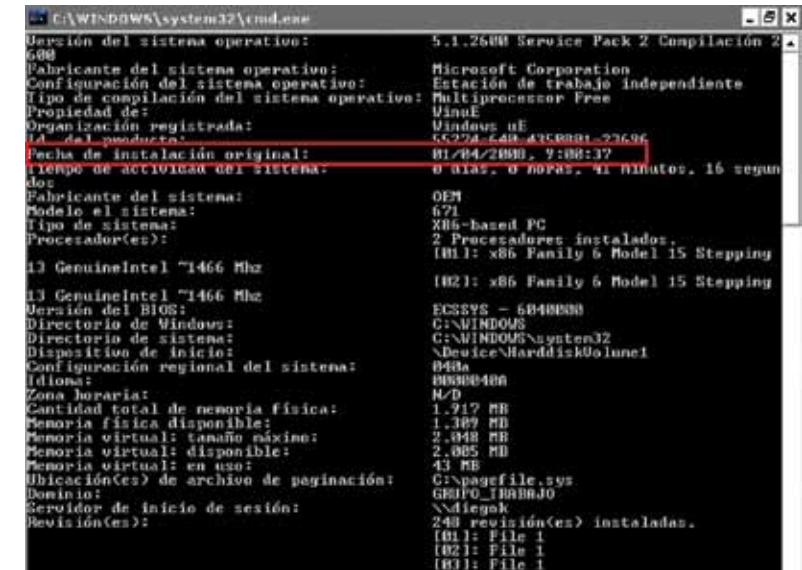 C:\WINDOWS\system32\cmd.exe
Versión del sistema operativo: 5.1.2600 Service Pack 2 Compilación 2
600
Fabricante del sistema operativo: Microsoft Corporation
Configuración del sistema operativo: Estación de trabajo independiente
Tipo de compilación del sistema operativo: Multiprocessor Free
Propiedad de: WinuE
Organización registrada: Windows uE
Id. del producto: 55274-640-
Fecha de instalación original: 01/04/2008, 9:08:37
Tiempo de actividad del sistema: 0 días, 0 horas, 41 minutos, 16 segun
dos
Fabricante del sistema: OEM
Modelo el sistema: 671
Tipo de sistema: X86-based PC
Procesador(es): 2 Procesadores instalados.
[01]: x86 Family 6 Model 15 Stepping
13 GenuineIntel ~1466 Mhz
[02]: x86 Family 6 Model 15 Stepping
13 GenuineIntel ~1466 Mhz
Versión del BIOS: ECSSYS - 6040000
Directorio de Windows: C:\WINDOWS
Directorio de sistema: C:\WINDOWS\system32
Dispositivo de inicio: \Device\HarddiskVolume1
Configuración regional del sistema: 040a
Idioma: 0000040A
Zona horaria: N/D
Cantidad total de memoria física: 1.917 MB
Memoria física disponible: 1.309 MB
Memoria virtual: tamaño máximo: 2.048 MB
Memoria virtual: disponible: 2.005 MB
Memoria virtual: en uso: 43 MB
Ubicación(es) de archivo de paginación: C:\pagefile.sys
Dominio: GRUPO_TRABAJO
Servidor de inicio de sesión: \\diegok
Revisión(es): 248 revisión(es) instaladas.
[01]: File 1
[02]: File 1
[03]: File 1